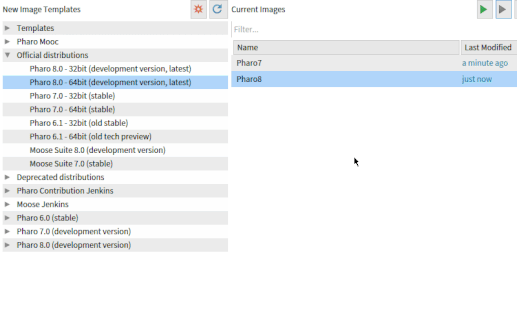 New Image Templates
Templates
Pharo Mooc
Official distributions
Pharo 8.0 - 32bit (development version, latest)
Pharo 8.0 - 64bit (development version, latest)
Pharo 7.0 - 32bit (stable)
Pharo 7.0 - 64bit (stable)
Pharo 6.1 - 32bit (old stable)
Pharo 6.1 - 64bit (old tech preview)
Moose Suite 8.0 (development version)
Moose Suite 7.0 (stable)
Deprecated distributions
Pharo Contribution Jenkins
Moose Jenkins
Pharo 6.0 (stable)
Pharo 7.0 (development version)
Pharo 8.0 (development version)
Current Images
Filter...
Name Last Modified
Pharo7 a minute ago
Pharo8 just now